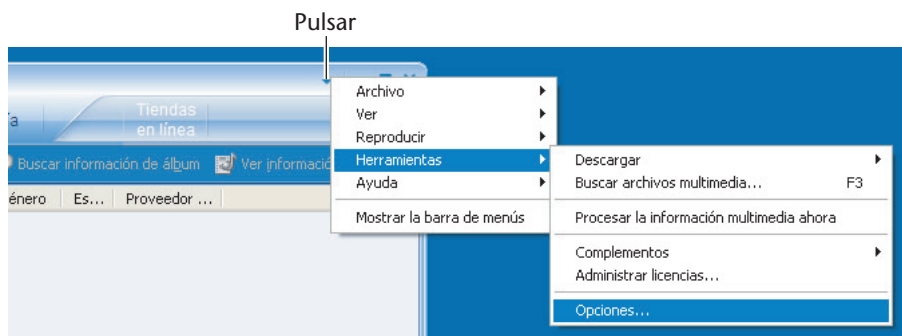 Pulsar
Archivo
Ver
Reproducir
Herramientas
Ayuda
Mostrar la barra de menús
Descargar
Buscar archivos multimedia... F3
Procesar la información multimedia ahora
Complementos
Administrar licencias...
Opciones...
Tiendas
en línea
Buscar información de álbum Ver informació
énero Es... Proveedor ...